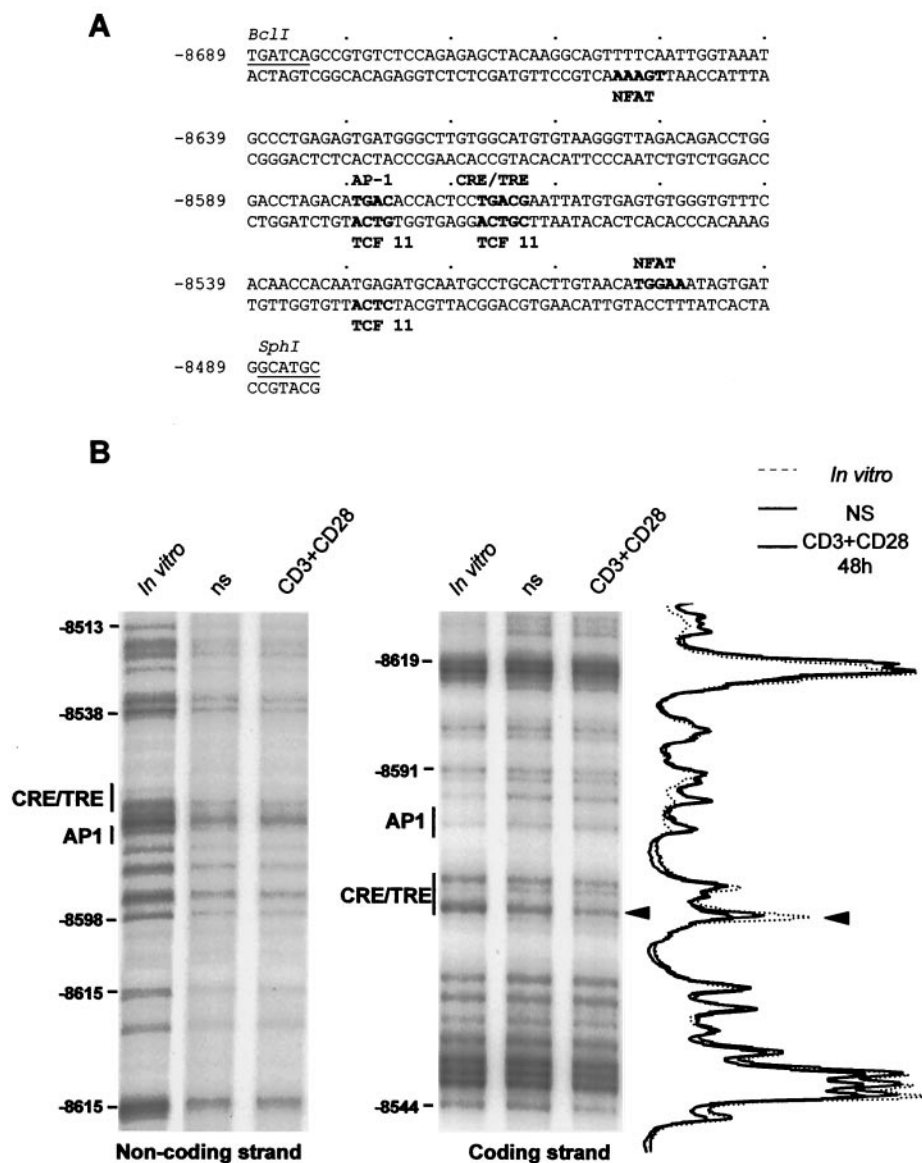 A
BclI
-8689 TGATCAGCCGTGTCTCCAGAGAGCTACAAGGCAGTTTTCAATTGGTAAAT
ACTAGTCGGCACAGAGGTCTCTCGATGTTCCGTCAAAAGTTAACCATTTA
NFAT
-8639 GCCCTGAGAGTGATGGGCTTGTGGCATGTGTAAGGGTTAGACAGACCTGG
CGGGACTCTCACTACCCGAACACCGTACACATTCCCAATCTGTCTGGACC
AP-1 CRE/TRE
-8589 GACCTAGACATGACACCACTCCTGACGAATTATGTGAGTGTGGGTGTTTC
CTGGATCTGTACTGTGGTGAGGACTGCTTAATACACTCACACCCACAAAG
TCF 11 TCF 11
NFAT
-8539 ACAACCACAATGAGATGCAATGCCTGCACTTGTAACATGGAAATAGTGAT
TGTTGGTGTTACTCTACGTTACGGACGTGAACATTGTACCTTTATCACTA
TCF 11
SphI
-8489 GGCATGC
CCGTACG
B
In vitro
NS
CD3+CD28
48h
In vitro ns CD3+CD28
-8513
-8538
CRE/TRE
AP1
-8598
-8615
-8615
Non-coding strand
In vitro ns CD3+CD28
-8619
-8591
AP1
CRE/TRE
-8544
Coding strand